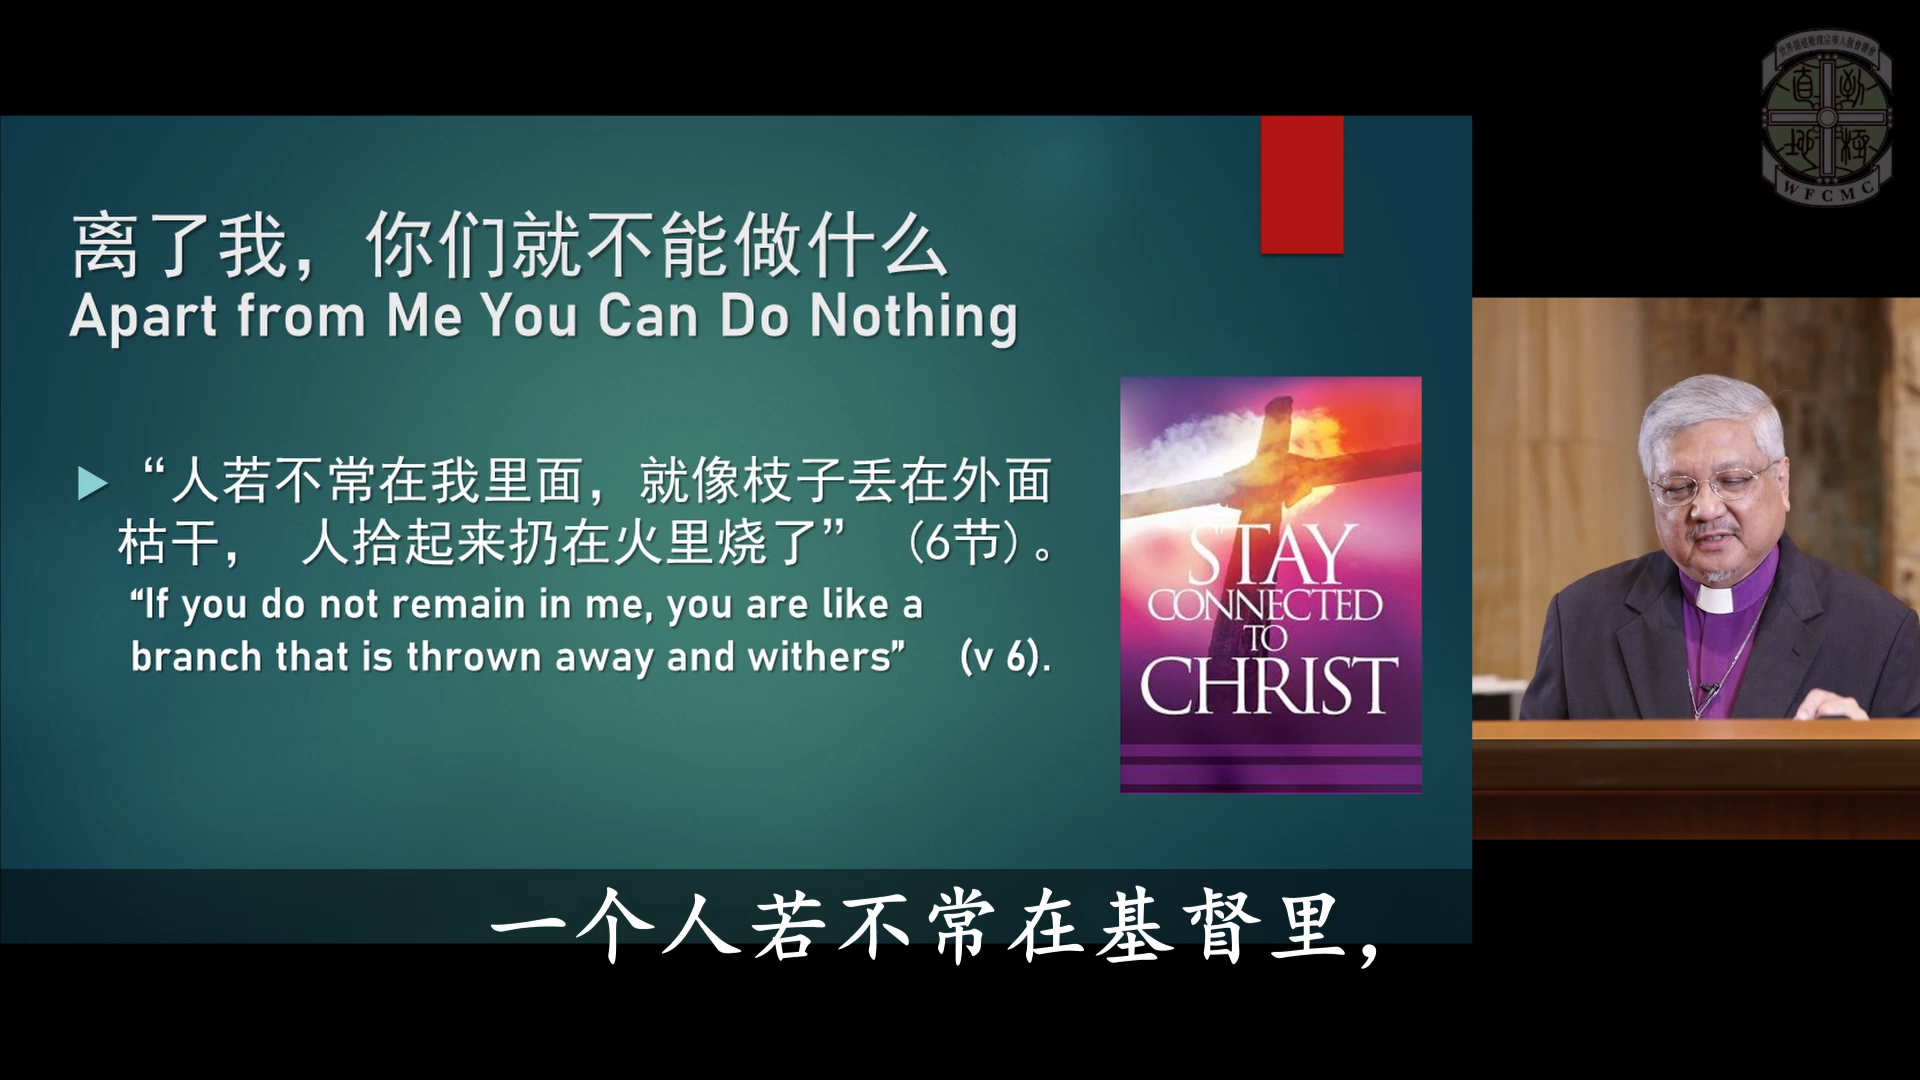 离了我，你们就不能做什么
Apart from Me You Can Do Nothing
“人若不常在我里面，就像枝子丢在外面
枯干， 人拾起来扔在火里烧了” （6节）。
“If you do not remain in me, you are like a
branch that is thrown away and withers” (v 6).
STAY
CONNECTED
TO
CHRIST
一个人若不常在基督里，
WFCMC